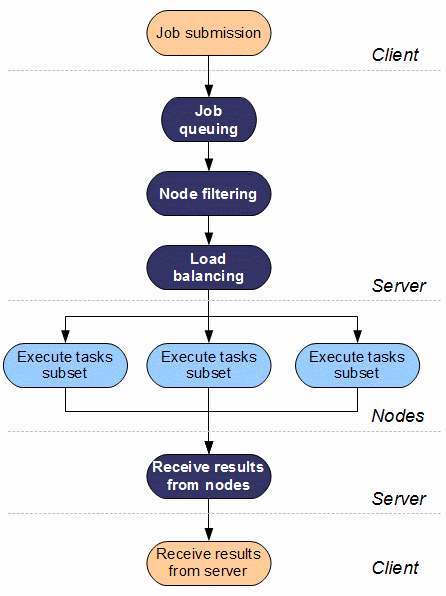 Job submission
Client
Job
queuing
Node filtering
Load
balancing
Server
Execute tasks
subset
Execute tasks
subset
Execute tasks
subset
Nodes
Receive results
from nodes
Server
Receive results
from server
Client